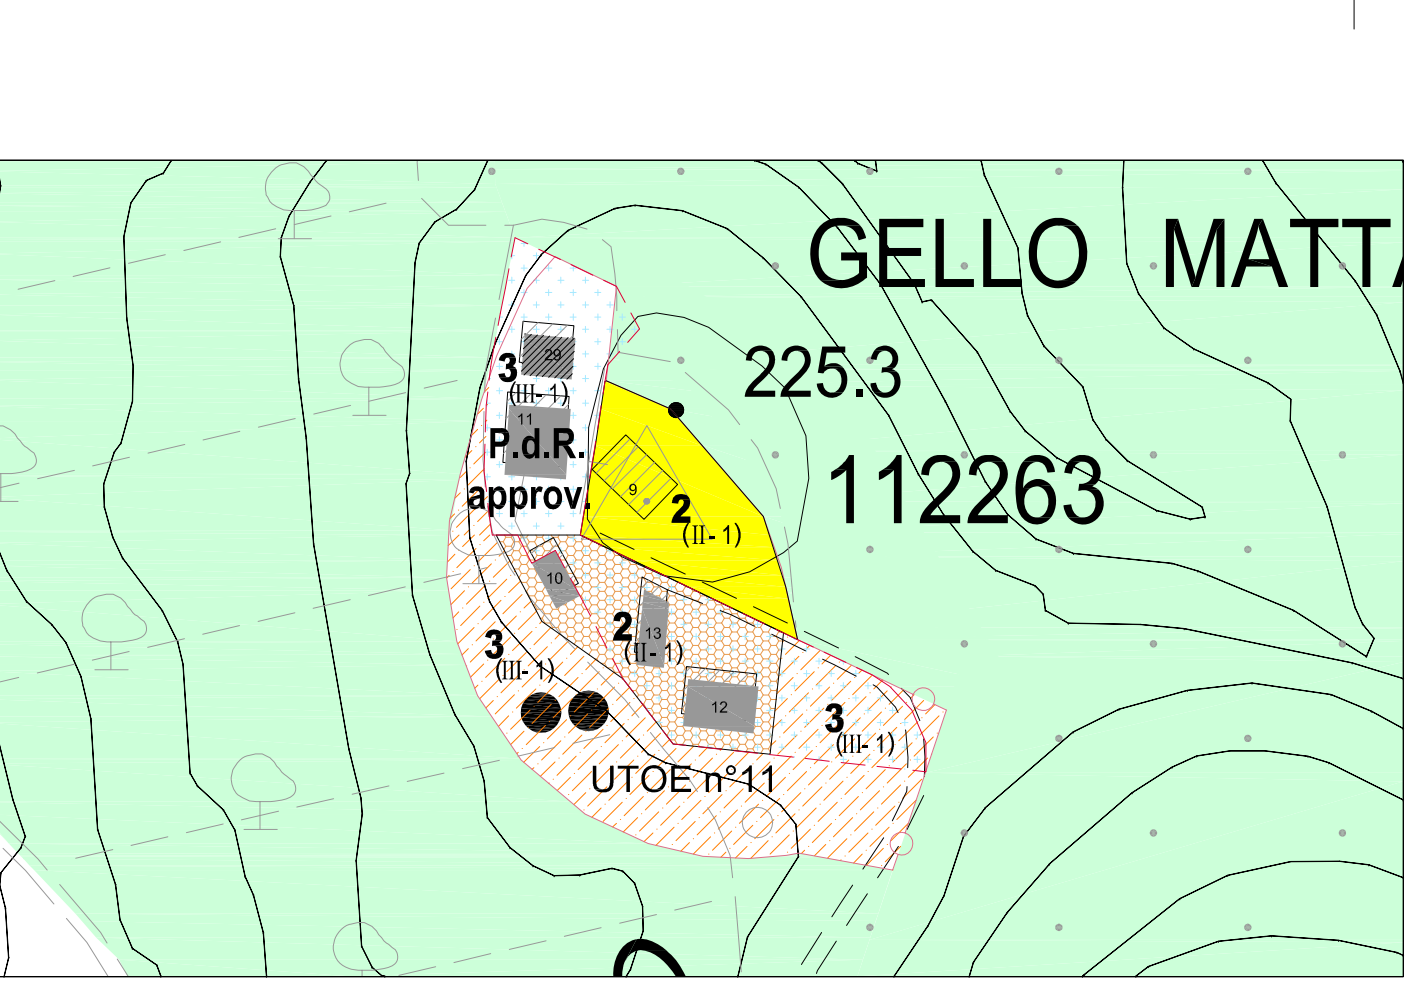 GELLO MATTA
225.3
29
3
(III- 1)
11
P.d.R.
approv.
112263
9
2
(II- 1)
10
2
13
(II- 1)
3
(III- 1)
12
3
(III- 1)
UTOE n°11